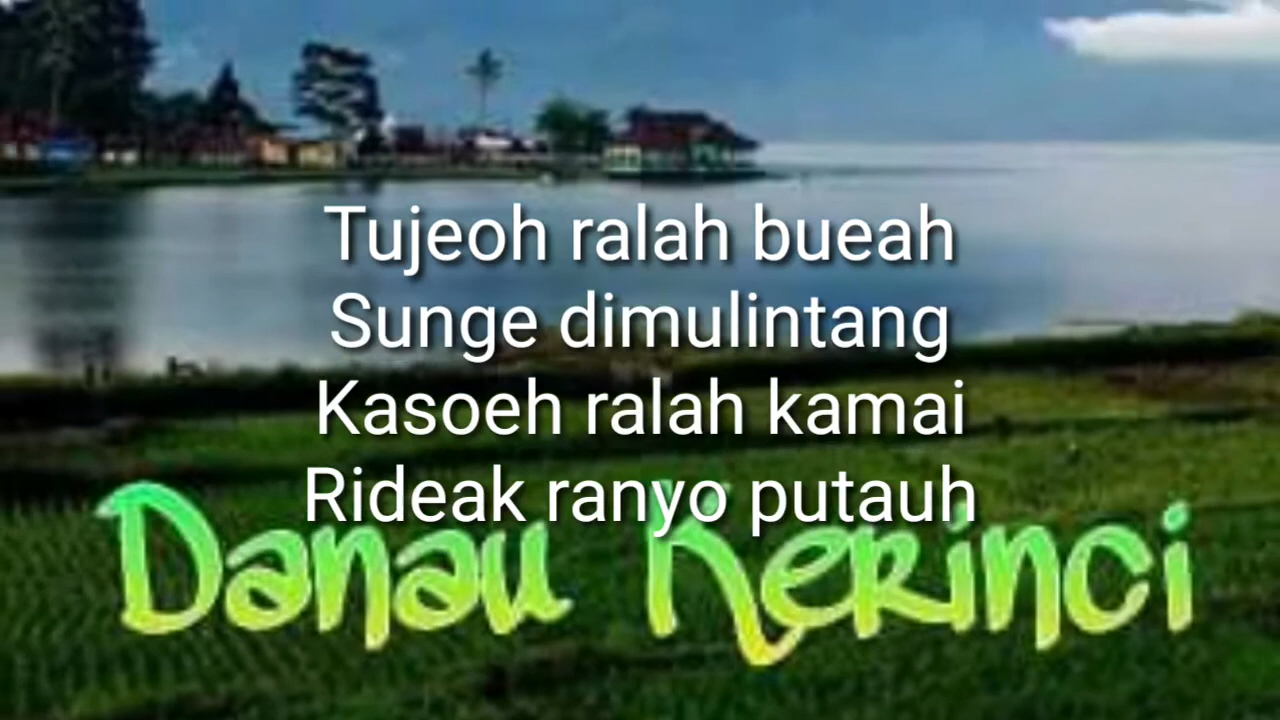 Tujeoh ralah bueah
Sunge dimulintang
Kasoeh ralah kamai
Rideak ranyo putauh
Danau Kerinci